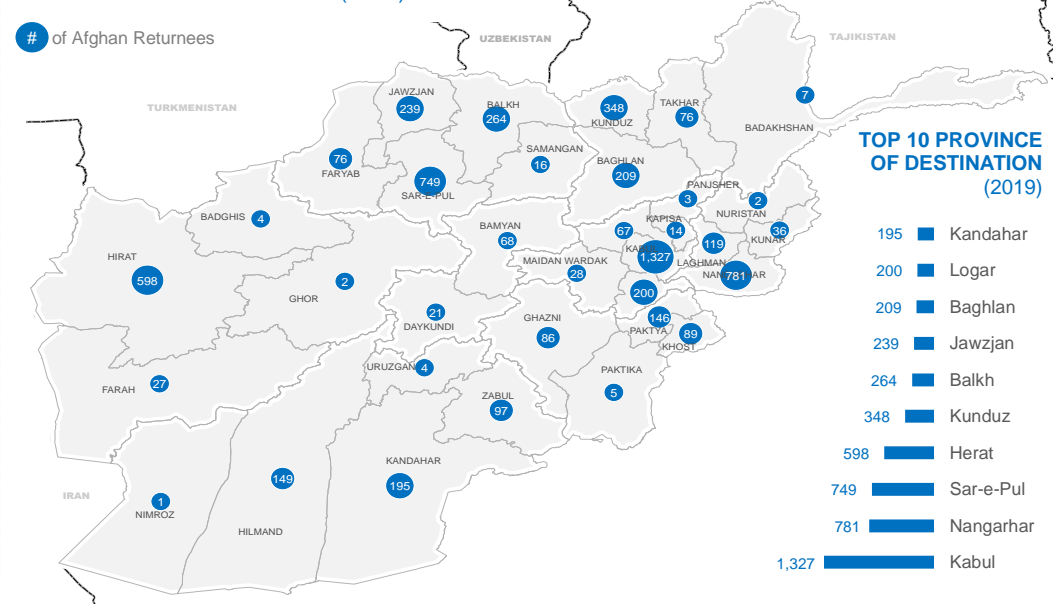 # of Afghan Returnees
UZBEKISTAN
TAJIKISTAN
TURKMENISTAN
IRAN
JAWZJAN
239
BALKH
264
348
KUNDUZ
TAKHAR
76
7
BADAKHSHAN
76
FARYAB
749
SAR-E-PUL
SAMANGAN
16
BAGHLAN
209
PANJSHER
3
2
NURISTAN
BADGHIS
4
BAMYAN
68
67
KAPISA
14
119
LAGHMAN
36
KUNAR
HIRAT
598
GHOR
2
MAIDAN WARDAK
28
KABUL
1,327
NANGARHAR
781
200
21
DAYKUNDI
GHAZNI
86
146
PAKTYA
89
KHOST
URUZGAN
4
PAKTIKA
5
FARAH
27
ZABUL
97
KANDAHAR
195
149
HILMAND
1
NIMROZ
TOP 10 PROVINCE
OF DESTINATION
(2019)
195 Kandahar
200 Logar
209 Baghlan
239 Jawzjan
264 Balkh
348 Kunduz
598 Herat
749 Sar-e-Pul
781 Nangarhar
1,327 Kabul